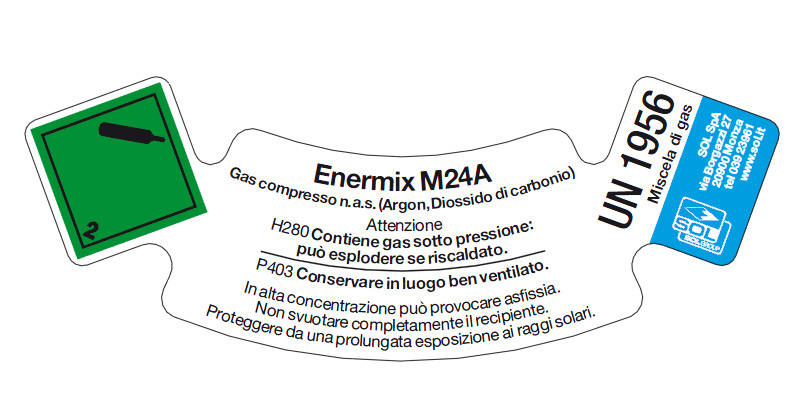 2
Enermix M24A
Gas compresso n.a.s. (Argon, Diossido di carbonio)
Attenzione
H280 Contiene gas sotto pressione:
può esplodere se riscaldato.
P403 Conservare in luogo ben ventilato.
In alta concentrazione può provocare asfissia.
Non svuotare completamente il recipiente.
Proteggere da una prolungata esposizione ai raggi solari.
UN 1956
Miscela di gas
SOL SpA
via Borgazzi 27
20900 Monza
tel 039 23961
www.sol.it
SOL
SOLGROUP